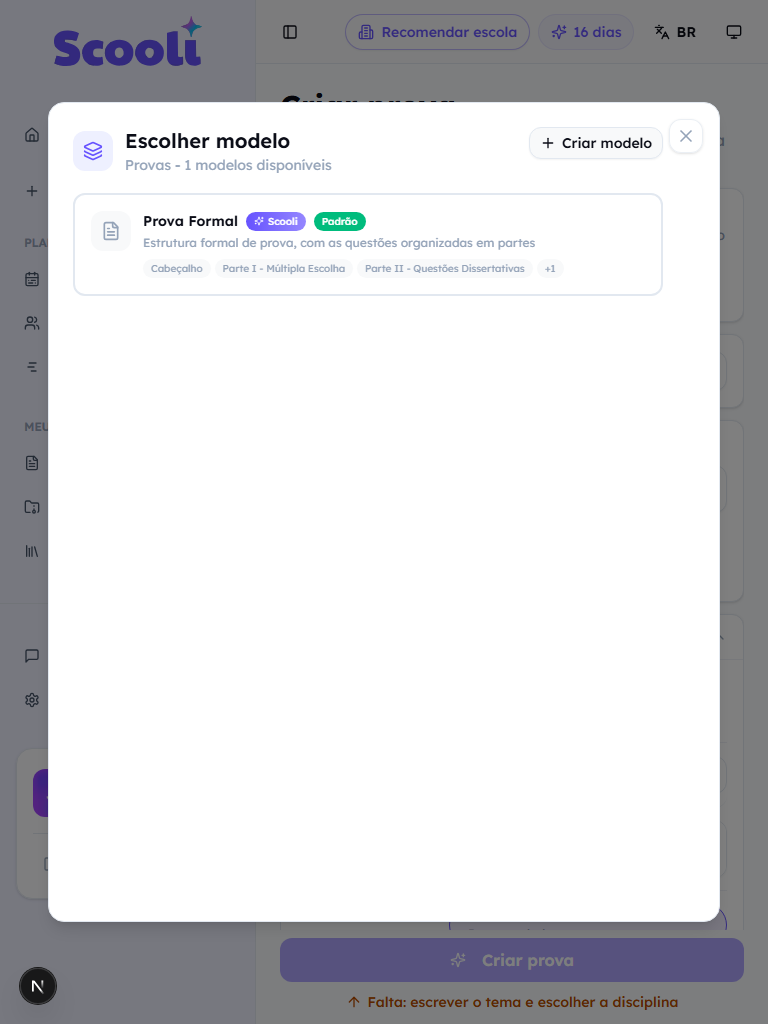 Scooli
Recomendar escola
16 dias
BR
Escolher modelo
Provas - 1 modelos disponíveis
Criar modelo
Prova Formal
Scooli
Padrão
Estrutura formal de prova, com as questões organizadas em partes
Cabeçalho
Parte I - Múltipla Escolha
Parte II - Questões Dissertativas
+1
Criar prova
Falta: escrever o tema e escolher a disciplina